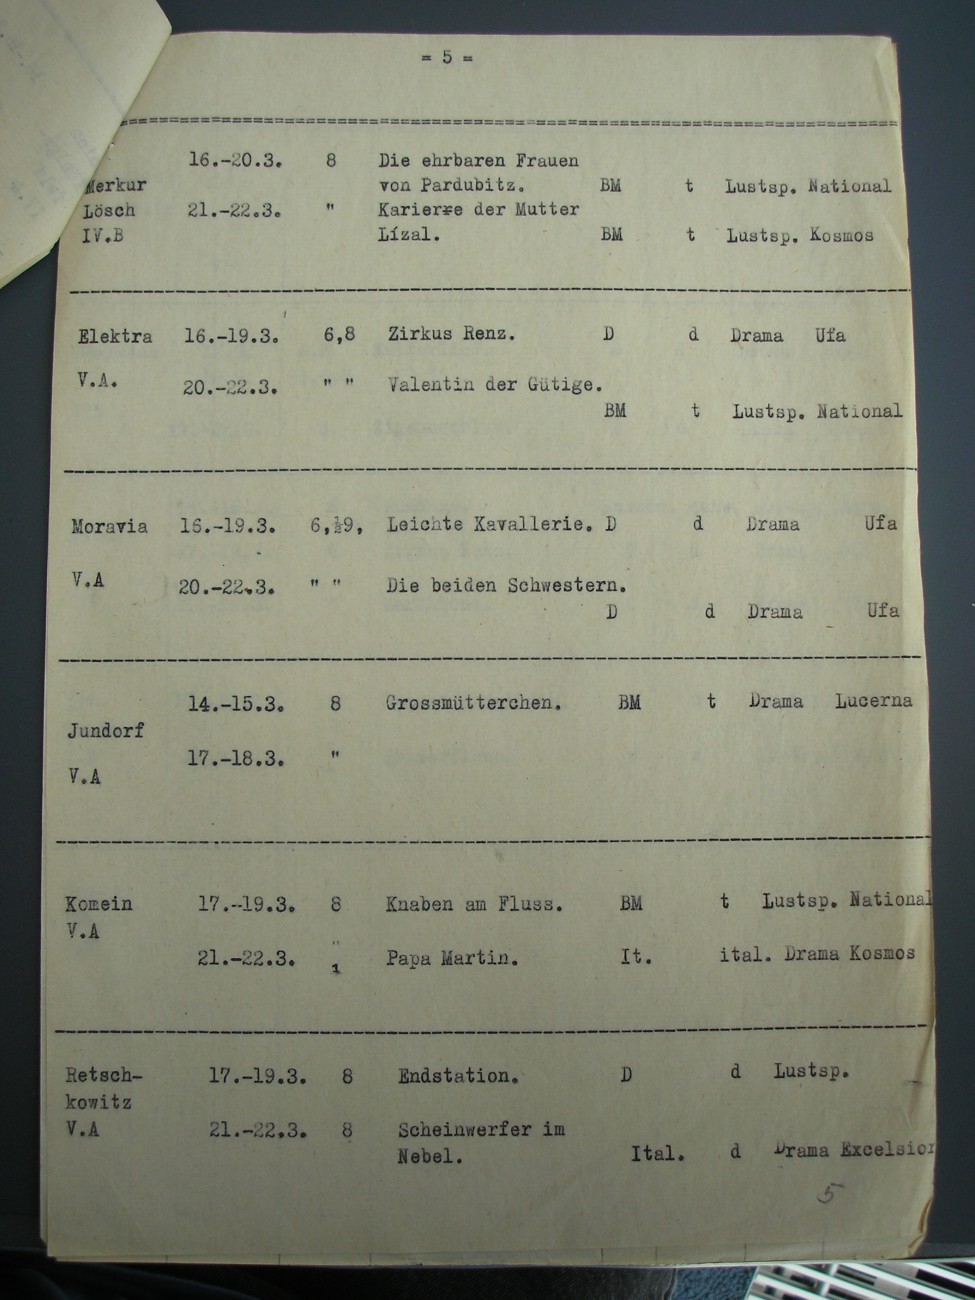 = 5 =
16.-20.3. 8 Die ehrbaren Frauen
Merkur von Pardubitz. BM t Lustsp. National
Lösch 21.-22.3. " Karierre der Mutter
IV.B Lízal. BM t Lustsp. Kosmos
Elektra 16.-19.3. 6,8 Zirkus Renz. D d Drama Ufa
V.A. 20.-22.3. " " Valentin der Gütige.
BM t Lustsp. National
Moravia 16.-19.3. 6,½9, Leichte Kavallerie. D d Drama Ufa
V.A 20.-22.3. " " Die beiden Schwestern.
D d Drama Ufa
14.-15.3. 8 Grossmütterchen. BM t Drama Lucerna
Jundorf
17.-18.3. "
V.A
Komein 17.-19.3. 8 Knaben am Fluss. BM t Lustsp. National
V.A
21.-22.3. " Papa Martin. It. ital. Drama Kosmos
1
Retsch- 17.-19.3. 8 Endstation. D d Lustsp.
kowitz
V.A 21.-22.3. 8 Scheinwerfer im
Nebel. Ital. d Drama Excelsior
5